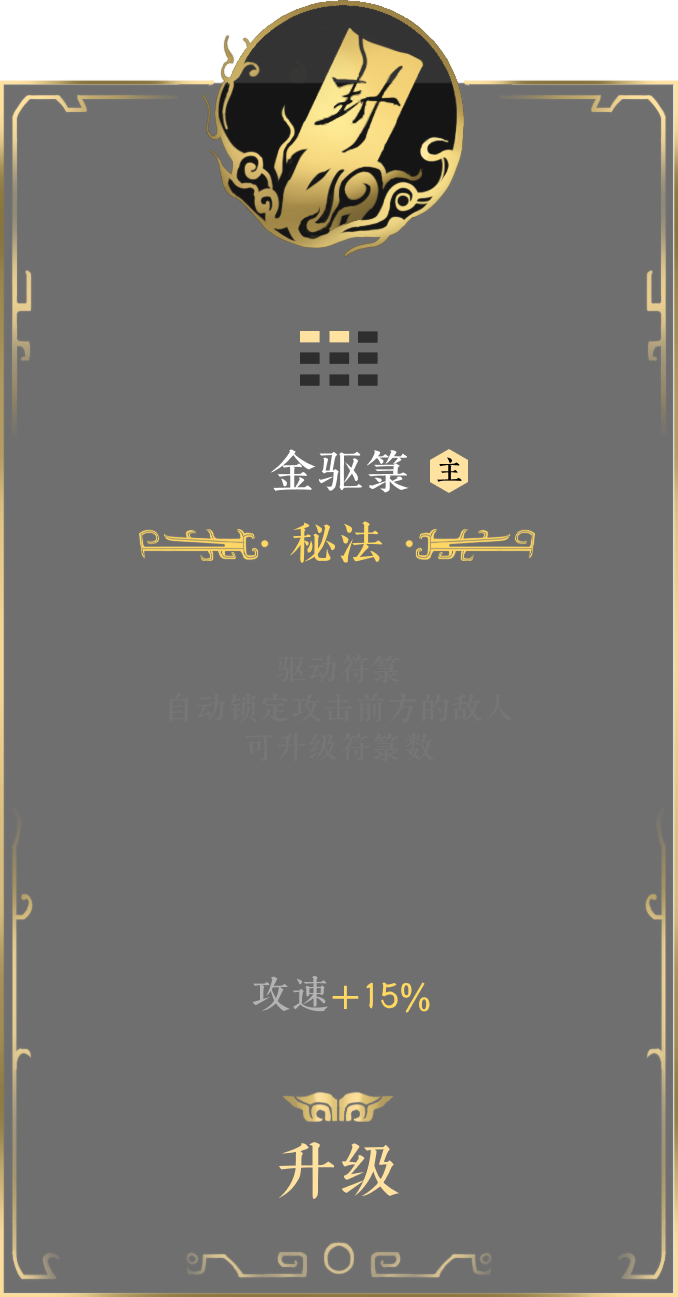 封
金驱箓 主
秘法
驱动符箓
自动锁定攻击前方的敌人
可升级符箓数
攻速+15%
升级